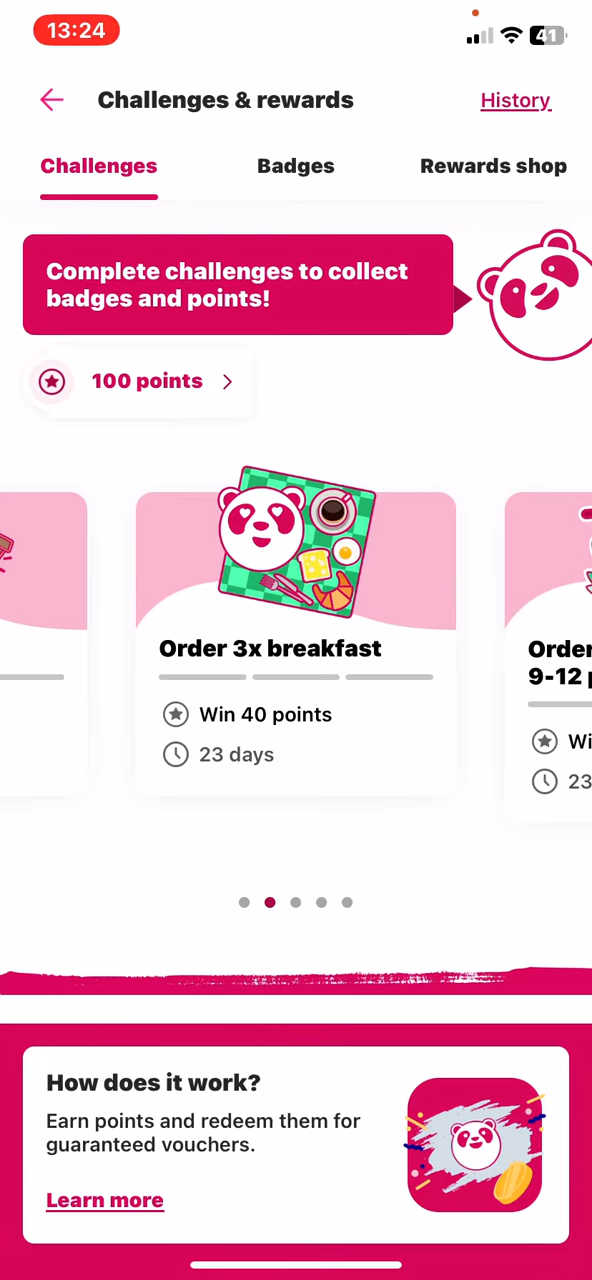 13:24
41
Challenges & rewards
History
Challenges
Badges
Rewards shop
Complete challenges to collect
badges and points!
100 points
Order 3x breakfast
Win 40 points
23 days
Order
9-12
Wi
23
How does it work?
Earn points and redeem them for
guaranteed vouchers.
Learn more